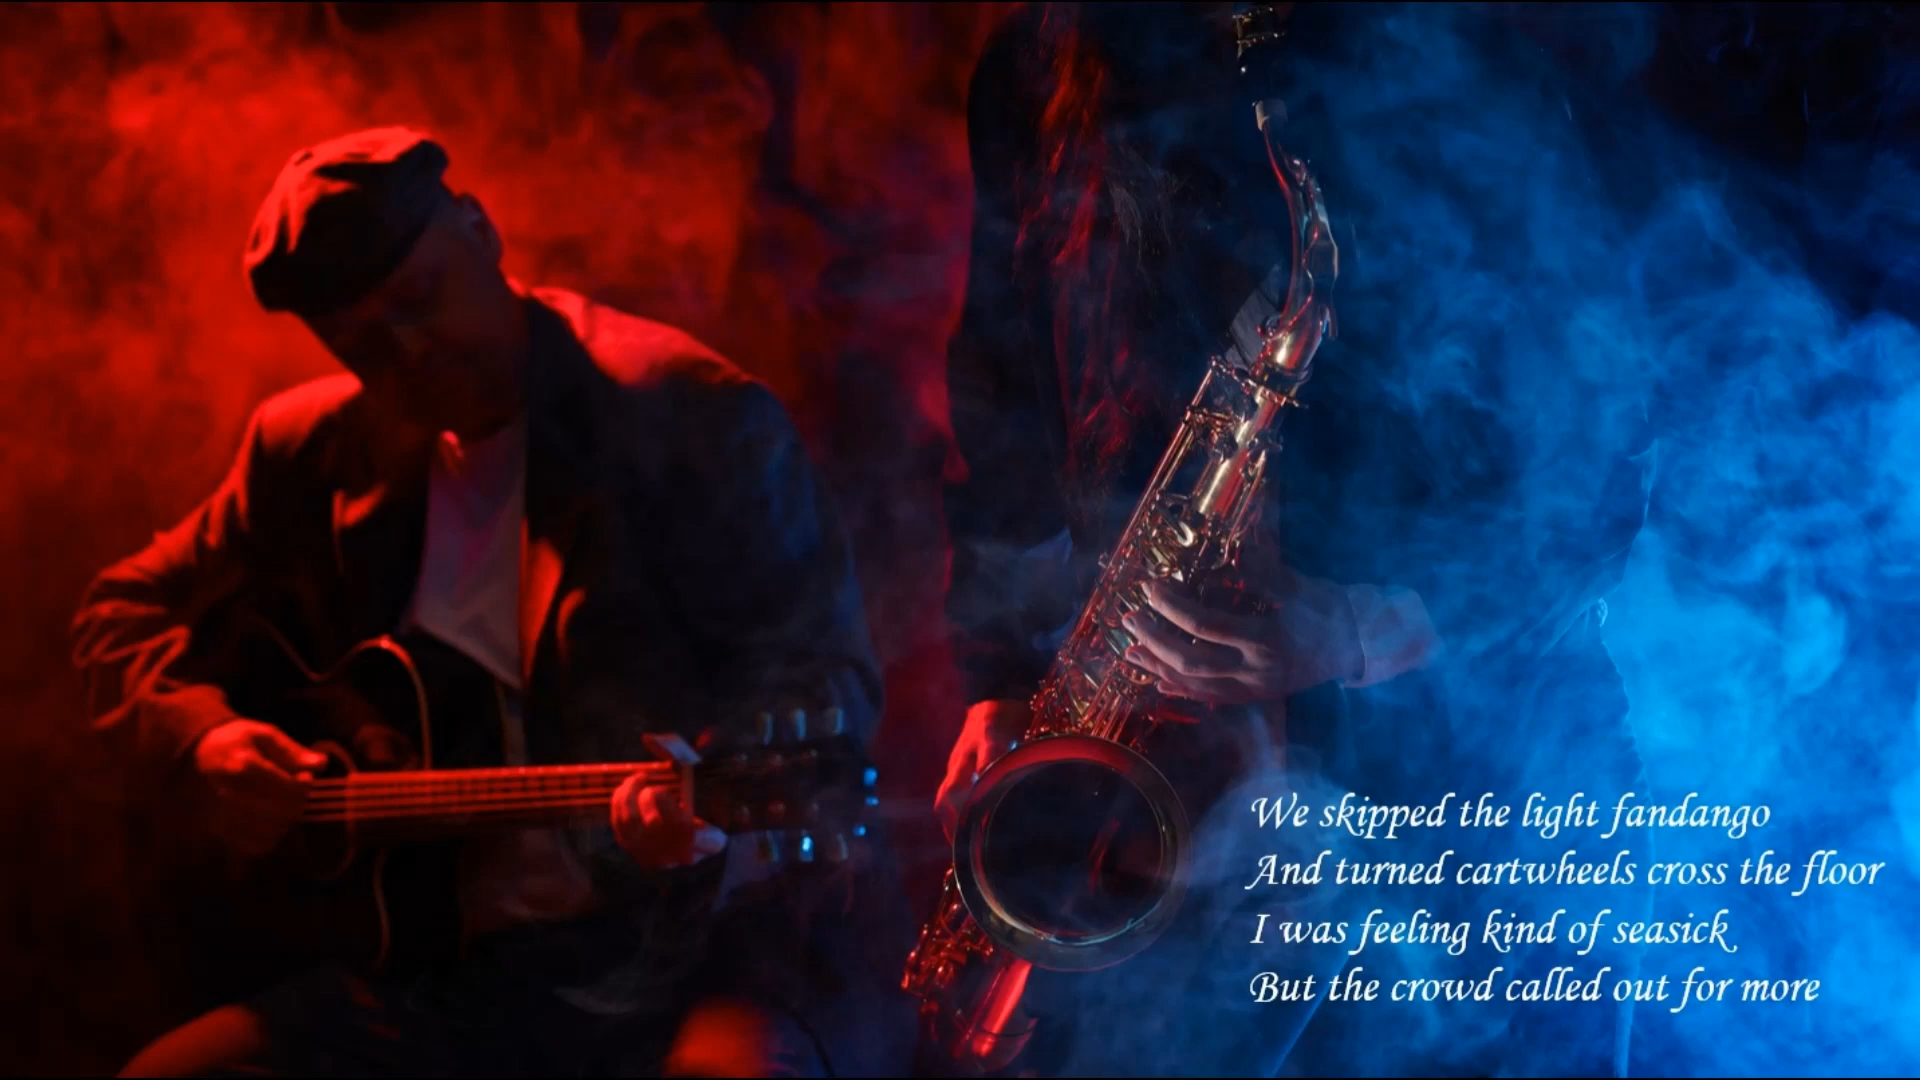 We skipped the light fandango
And turned cartwheels cross the floor
I was feeling kind of seasick
But the crowd called out for more